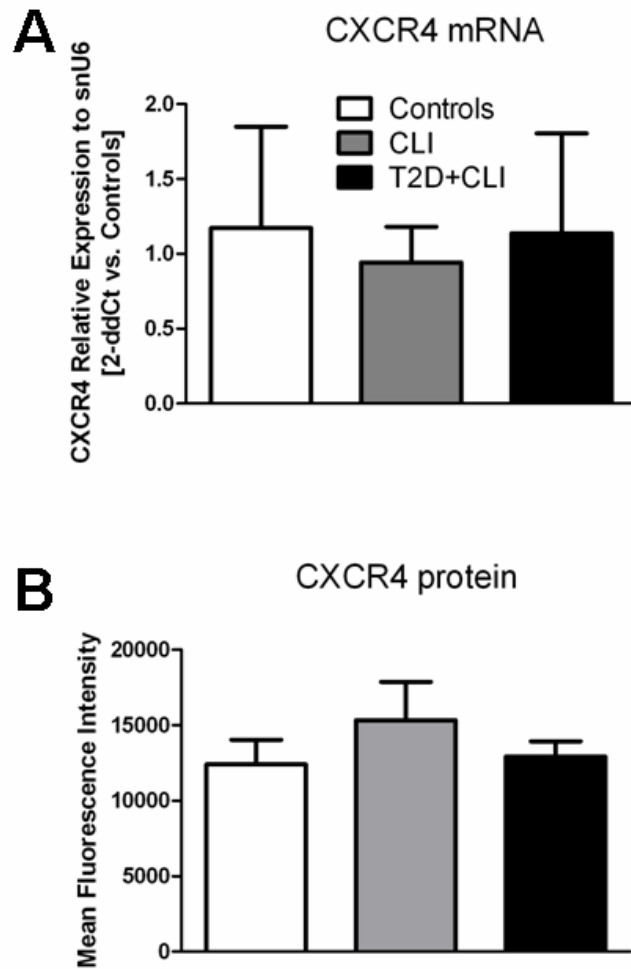 A
CXCR4 mRNA
CXCR4 Relative Expression to snU6
[2-ddCt vs. Controls]
2.0
1.5
1.0
0.5
0.0
Controls
CLI
T2D+CLI
B
CXCR4 protein
Mean Fluorescence Intensity
20000
15000
10000
5000
0